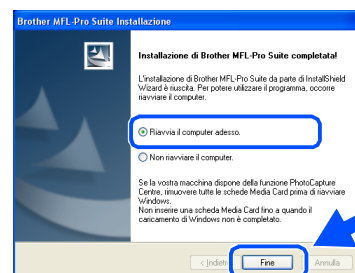 Brother MFL-Pro Suite Installazione
Installazione di Brother MFL-Pro Suite completata!
L'installazione di Brother MFL-Pro Suite da parte di InstallShield
Wizard è riuscita. Per potere utilizzare il programma, occorre
riavviare il computer.
Riavvia il computer adesso.
Non riavviare il computer.
Se la vostra macchina dispone della funzione PhotoCapture
Centre, rimuovere tutte le schede Media Card prima di riavviare
Windows.
Non inserire una scheda Media Card fino a quando il
caricamento di Windows non è completato.
Fine
Annulla